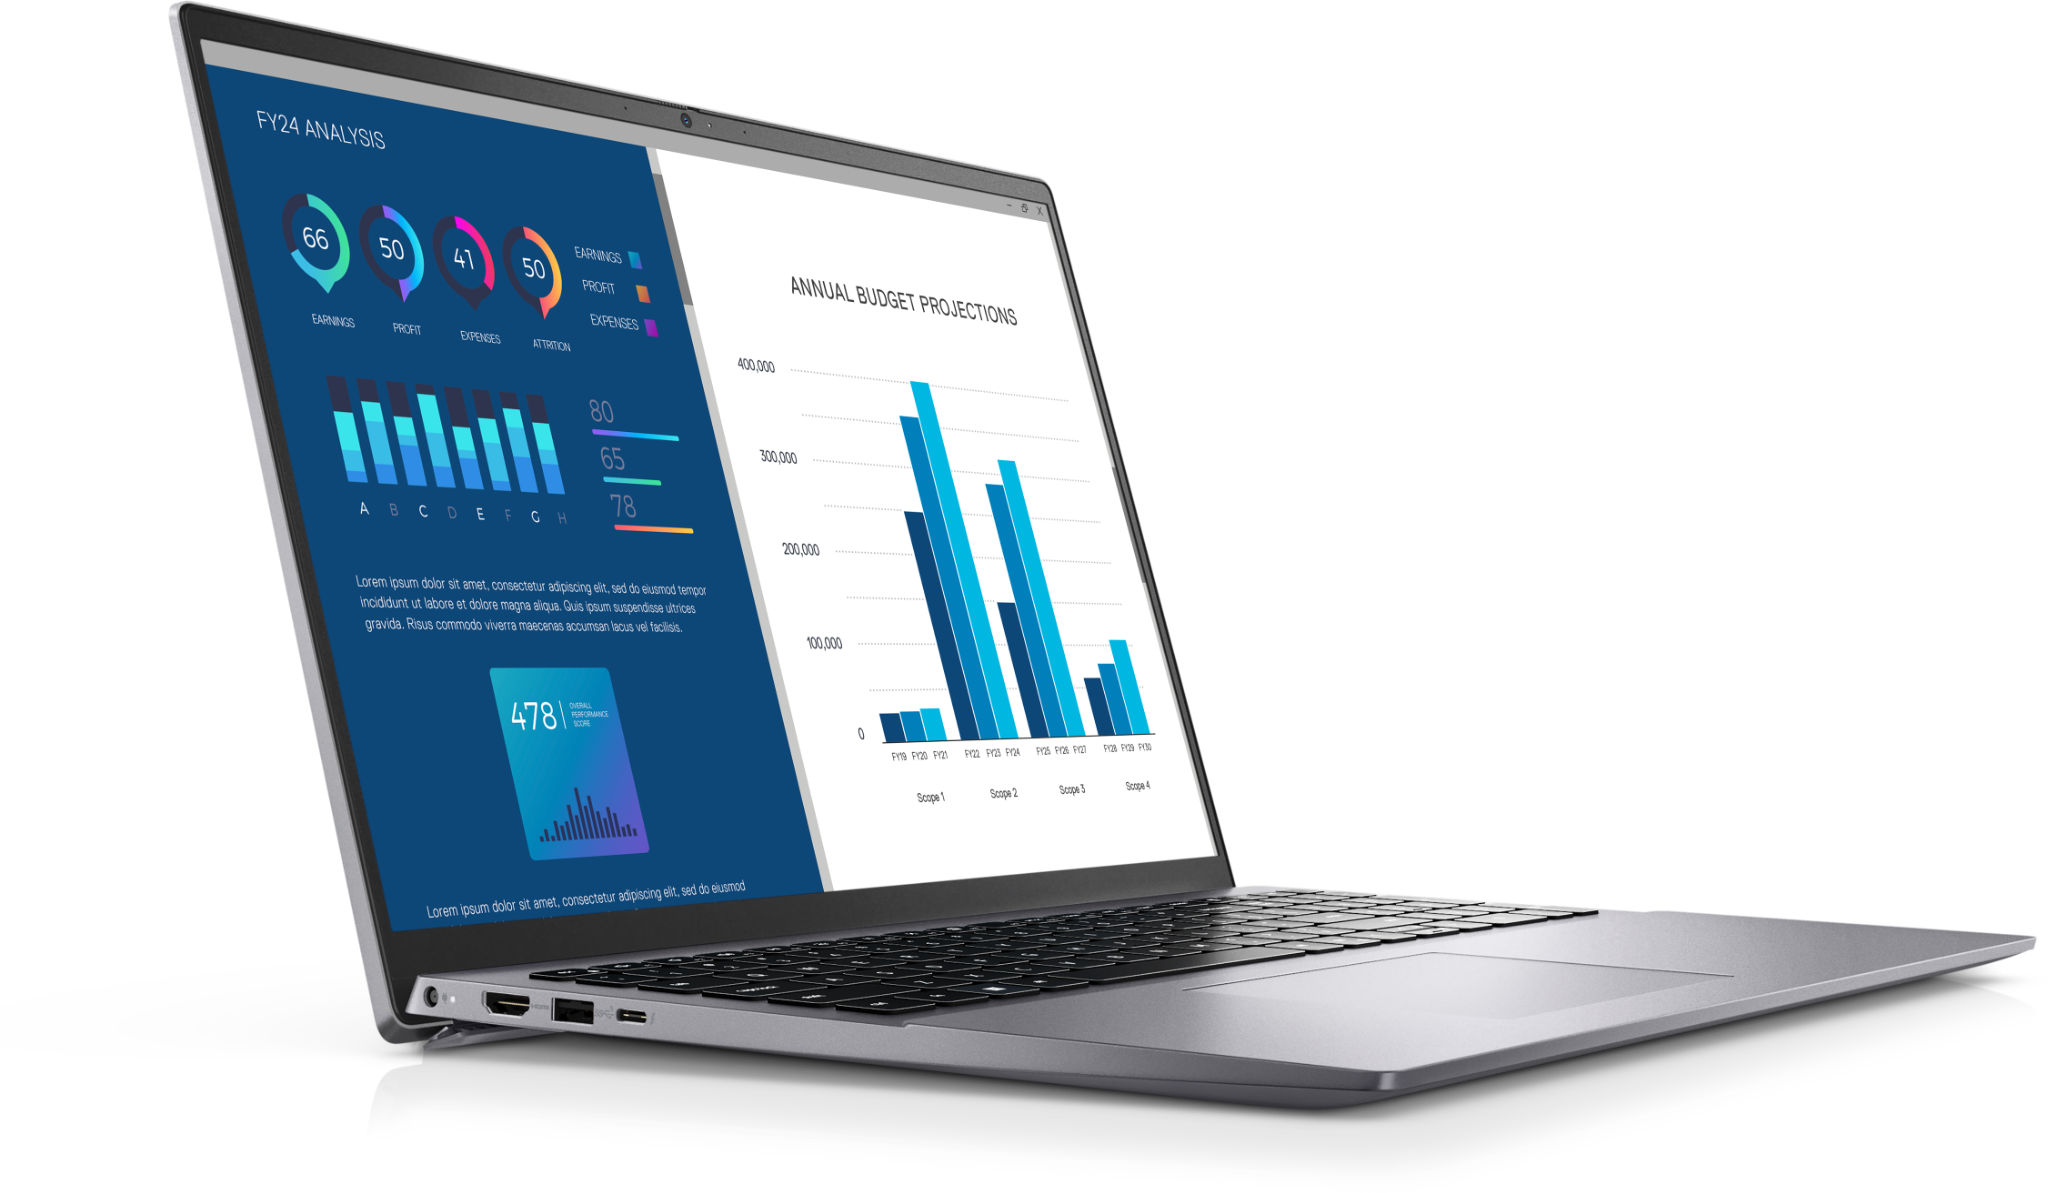 FY24 ANALYSIS
66
50
41
50
EARNINGS
PROFIT
EXPENSES
ATTRITION
EARNINGS
PROFIT
EXPENSES
A B C D E F G H
80
65
78
Lorem ipsum dolor sit amet, consectetur adipiscing elit, sed do eiusmod tempor
incididunt ut labore et dolore magna aliqua. Quis ipsum suspendisse ultrices
gravida. Risus commodo viverra maecenas accumsan lacus vel facilisis.
478
OVERALL
PERFORMANCE
SCORE
Lorem ipsum dolor sit amet, consectetur adipiscing elit, sed do eiusmod
ANNUAL BUDGET PROJECTIONS
400,000
300,000
200,000
100,000
0
FY19 FY20 FY21 FY22 FY23 FY24 FY25 FY26 FY27 FY28 FY29 FY30
Scope 1 Scope 2 Scope 3 Scope 4